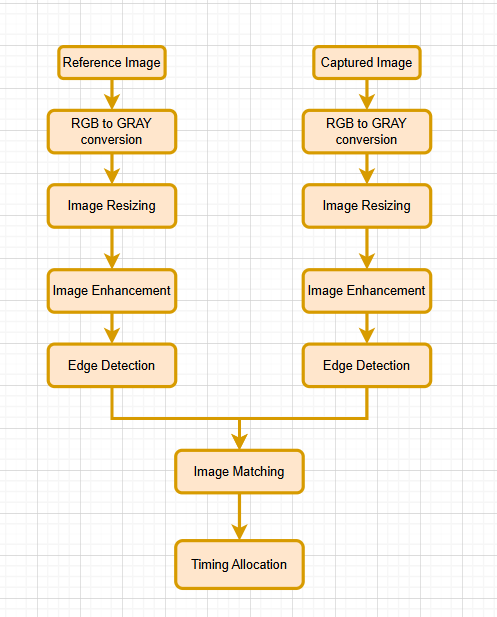 Reference Image
Captured Image
RGB to GRAY
conversion
RGB to GRAY
conversion
Image Resizing
Image Resizing
Image Enhancement
Image Enhancement
Edge Detection
Edge Detection
Image Matching
Timing Allocation